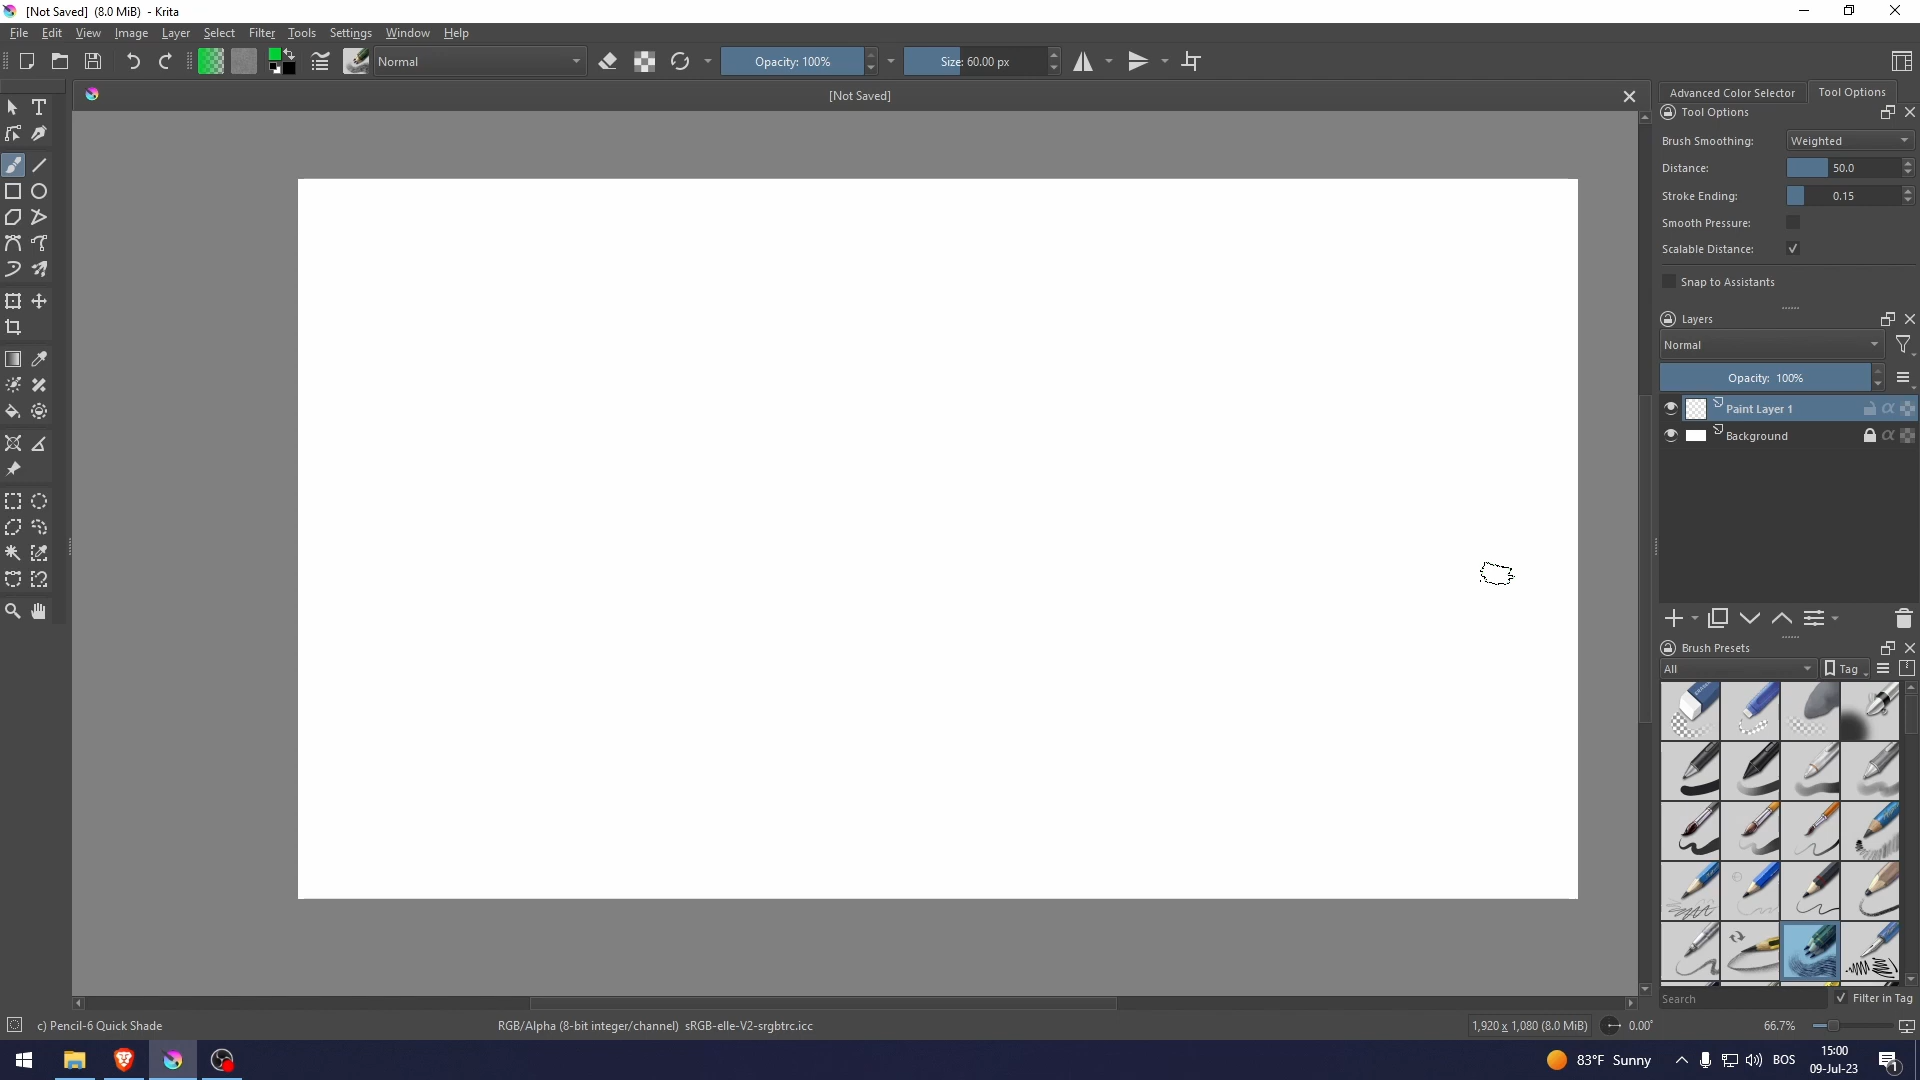 [Not Saved] (8.0 MiB) - Krita
File Edit View Image Layer Select Filter Tools Settings Window Help
Normal Opacity: 100% Size: 60.00 px
[Not Saved]
Advanced Color Selector Tool Options
Tool Options
Brush Smoothing: Weighted
Distance: 50.0
Stroke Ending: 0.15
Smooth Pressure:
Scalable Distance:
Snap to Assistants
Layers
Normal
Opacity: 100%
Paint Layer 1
Background
Brush Presets
All Tag
Search Filter in Tag
c) Pencil-6 Quick Shade RGB/Alpha (8-bit integer/channel) sRGB-elle-V2-srgbtrc.icc 1,920 x 1,080 (8.0 MiB) 0.00° 66.7%
83°F Sunny BOS 15:00
09-Jul-23
1